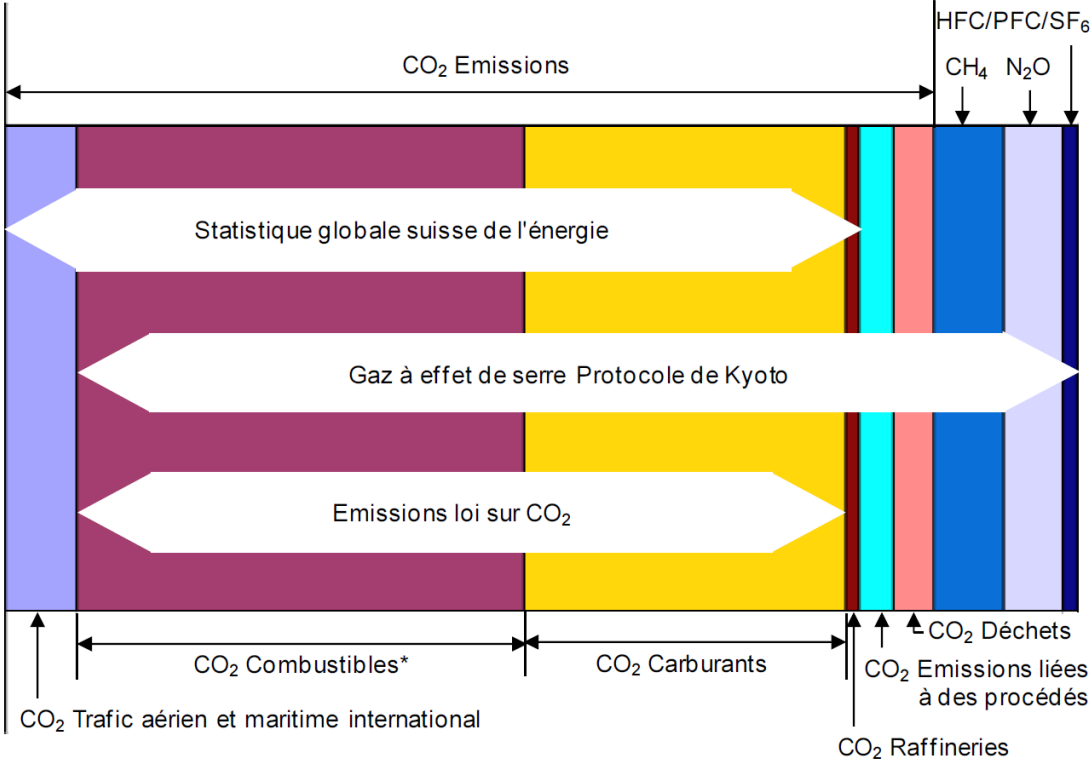 HFC/PFC/SF₆
CO₂ Emissions
CH₄ N₂O
Statistique globale suisse de l'énergie
Gaz à effet de serre Protocole de Kyoto
Emissions loi sur CO₂
CO₂ Déchets
CO₂ Combustibles*
CO₂ Carburants
CO₂ Emissions liées
à des procédés
CO₂ Trafic aérien et maritime international
CO₂ Raffineries